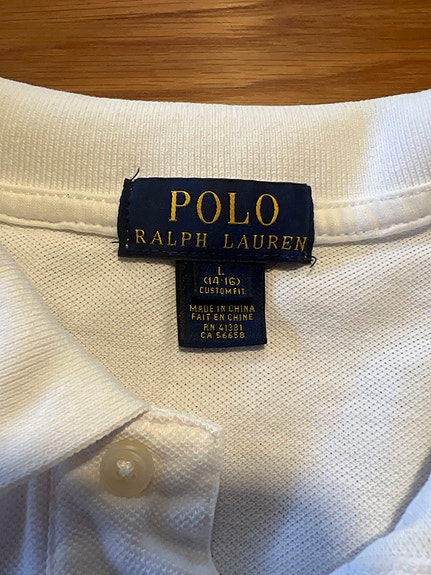 POLO
RALPH LAUREN
L
(14-16)
CUSTOM FIT
MADE IN CHINA
FAIT EN CHINE
RN 41381
CA 56658